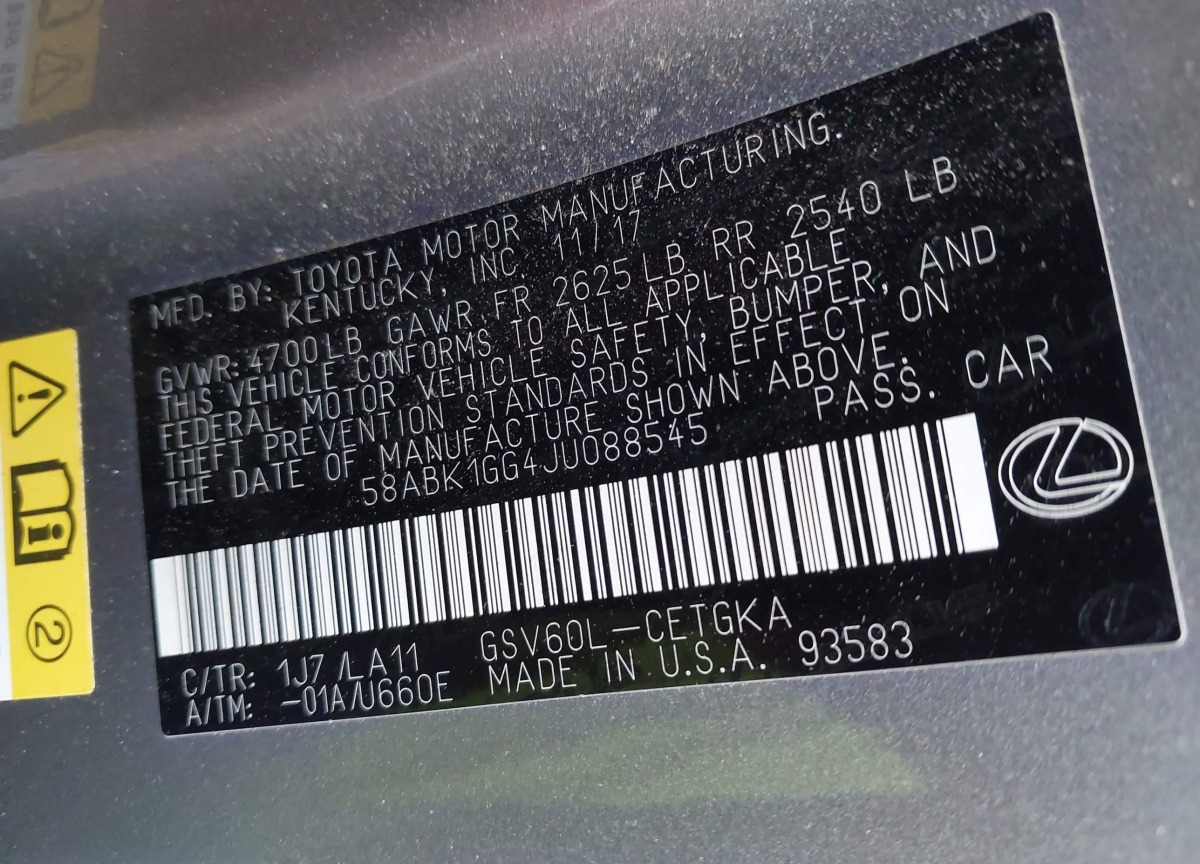 MFD. BY: TOYOTA MOTOR MANUFACTURING.
KENTUCKY, INC. 11/17
GVWR: 4700LB GAWR FR 2625LB RR 2540 LB
THIS VEHICLE CONFORMS TO ALL APPLICABLE
FEDERAL MOTOR VEHICLE SAFETY, BUMPER, AND
THEFT PREVENTION STANDARDS IN EFFECT ON
THE DATE OF MANUFACTURE SHOWN ABOVE.
58ABK1GG4JU088545 PASS. CAR
C/TR: 1J7 /LA11 GSV60L-CETGKA
A/TM: -01A/U660E MADE IN U.S.A. 93583
2